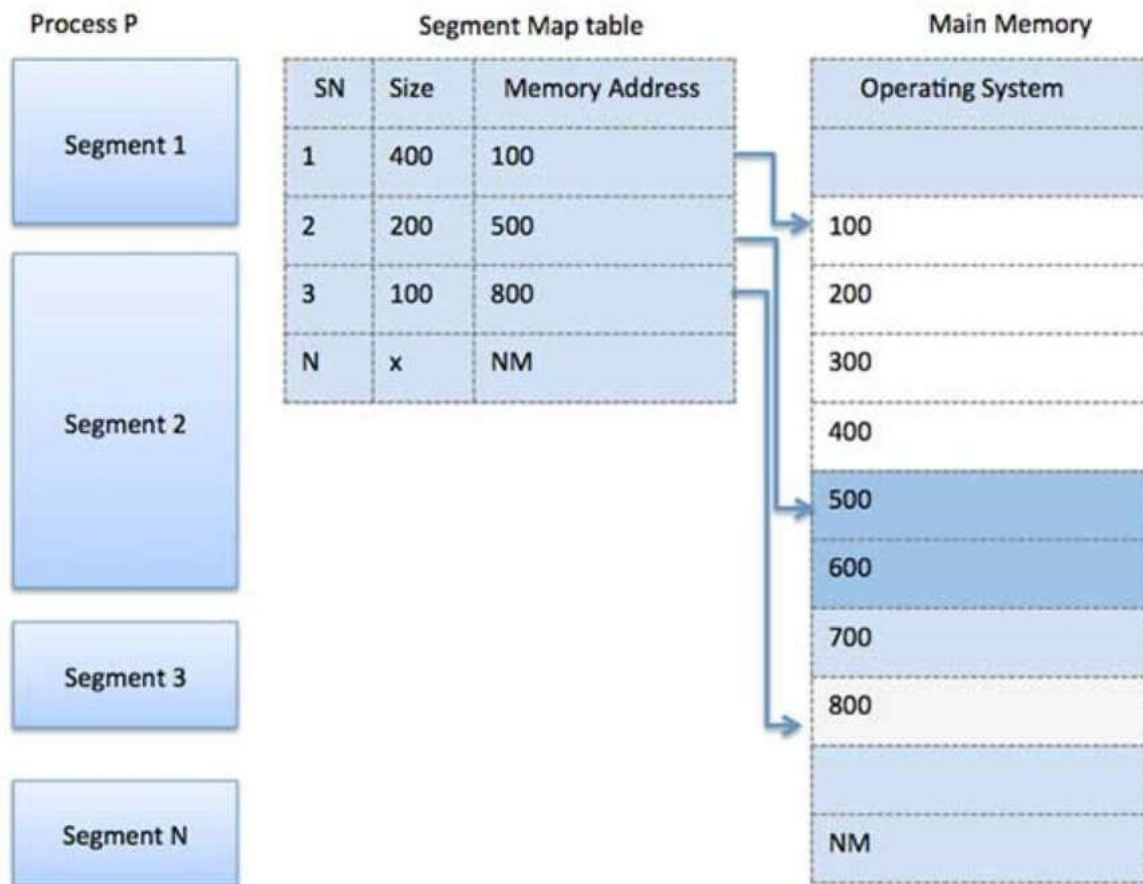 Process P
Segment 1
Segment 2
Segment 3
Segment N
Segment Map table
SN Size Memory Address
1 400 100
2 200 500
3 100 800
N x NM
Main Memory
Operating System
100
200
300
400
500
600
700
800
NM